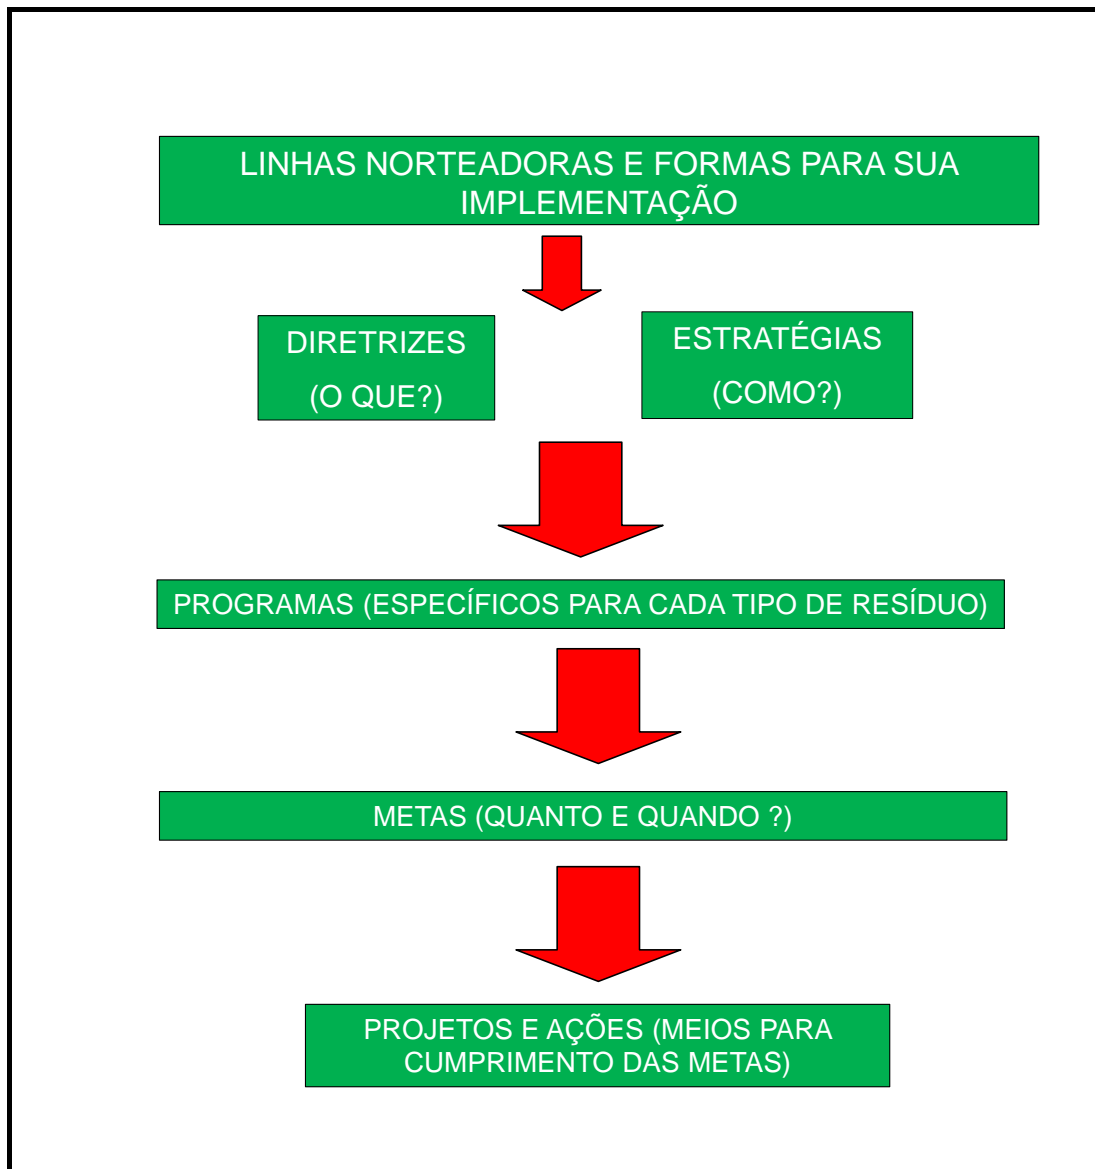 LINHAS NORTEADORAS E FORMAS PARA SUA
IMPLEMENTAÇÃO
DIRETRIZES
(O QUE?)
ESTRATÉGIAS
(COMO?)
PROGRAMAS (ESPECÍFICOS PARA CADA TIPO DE RESÍDUO)
METAS (QUANTO E QUANDO ?)
PROJETOS E AÇÕES (MEIOS PARA
CUMPRIMENTO DAS METAS)